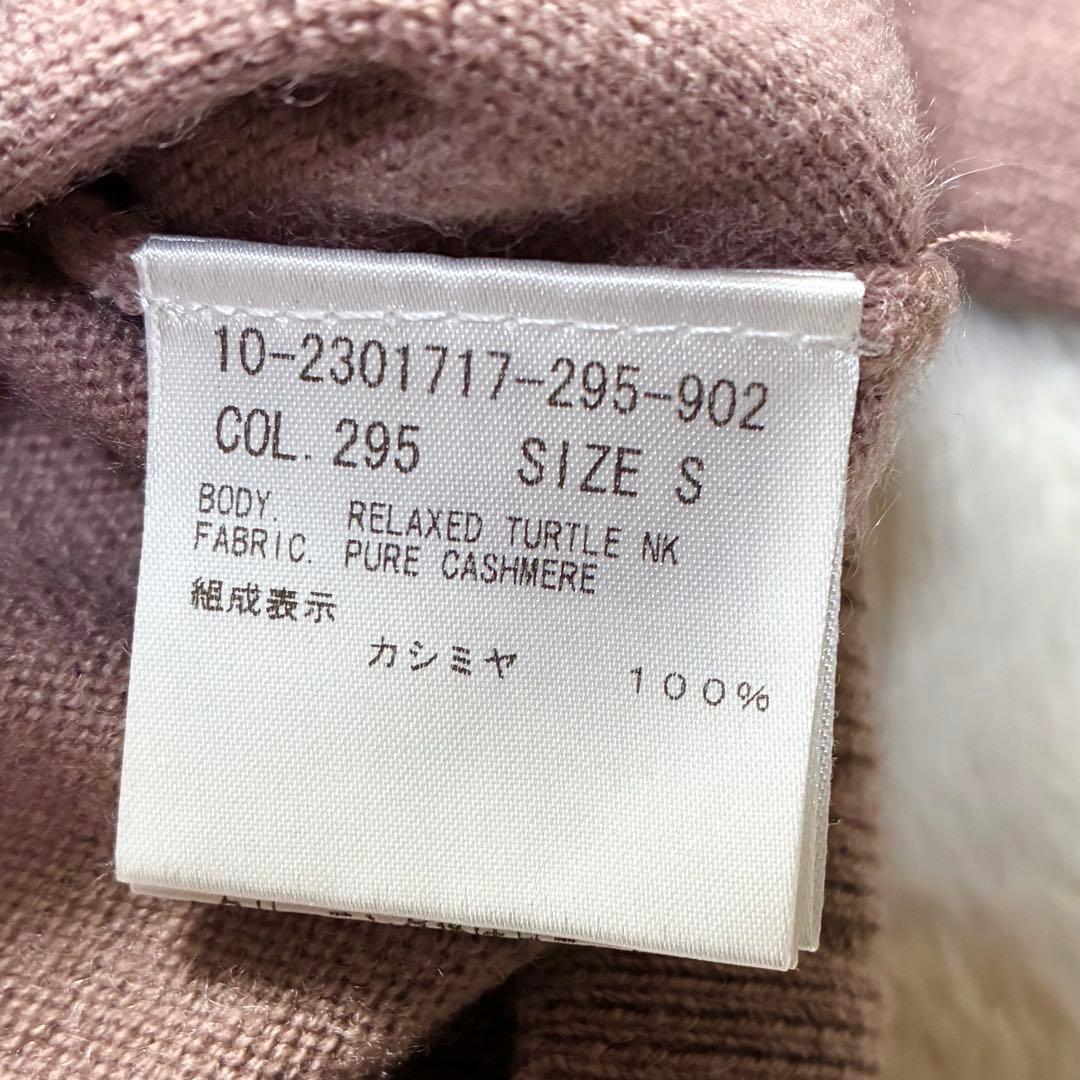 10-2301717-295-902
COL. 295 SIZE S
BODY. RELAXED TURTLE NK
FABRIC. PURE CASHMERE
組成表示
カシミヤ 100%